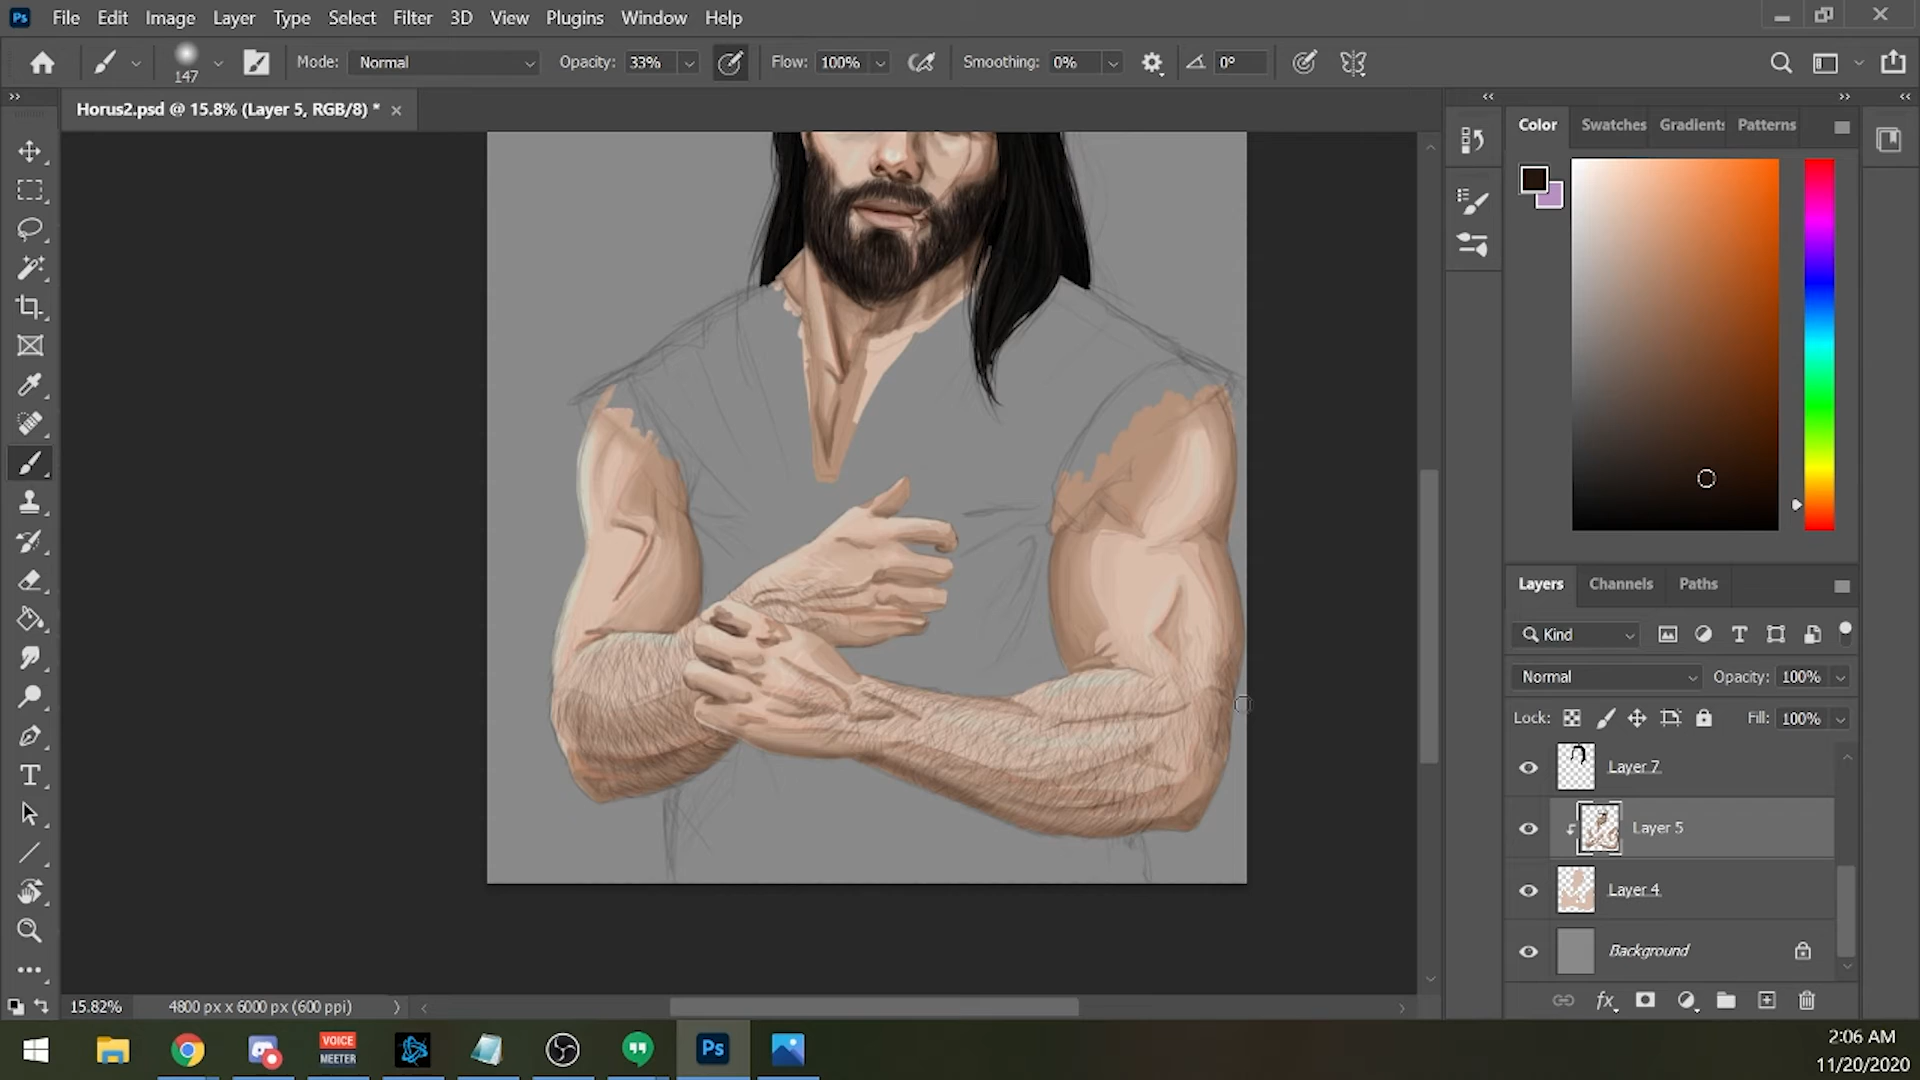 Ps File Edit Image Layer Type Select Filter 3D View Plugins Window Help
147 Mode: Normal Opacity: 33% Flow: 100% Smoothing: 0% 0°
Horus2.psd @ 15.8% (Layer 5, RGB/8) *
Color Swatches Gradients Patterns
Layers Channels Paths
Kind
Normal Opacity: 100%
Lock: Fill: 100%
Layer 7
Layer 5
Layer 4
Background
fx
15.82% 4800 px x 6000 px (600 ppi)
VOICE
MEETER
Ps
2:06 AM
11/20/2020